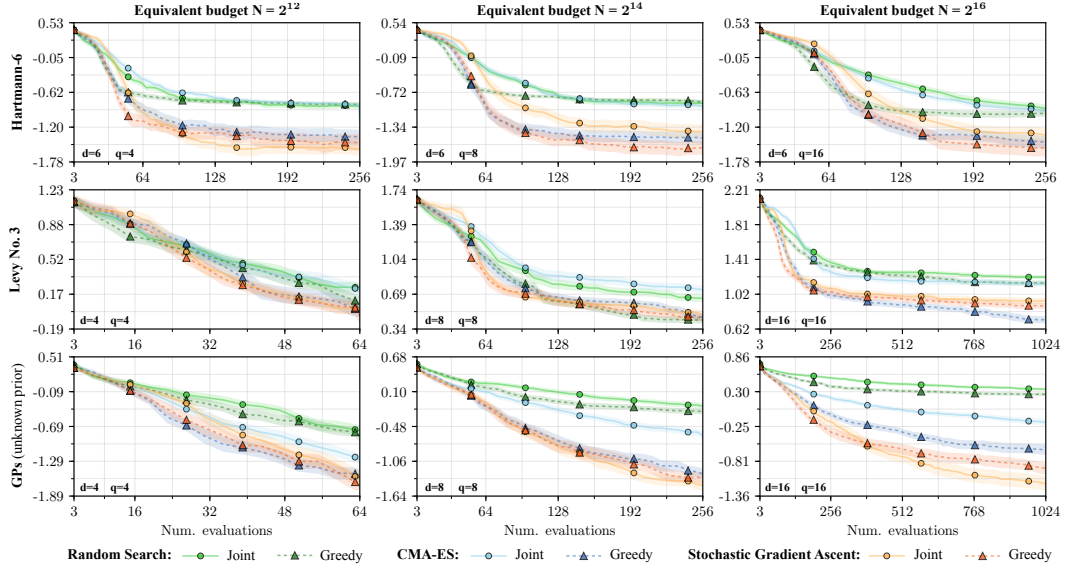 Equivalent budget N = 2^12
Equivalent budget N = 2^14
Equivalent budget N = 2^16
Hartmann-6
0.53
-0.05
-0.62
-1.20
-1.78
d=6 q=4
3 64 128 192 256
0.54
-0.09
-0.72
-1.34
-1.97
d=6 q=8
3 64 128 192 256
0.53
-0.05
-0.62
-1.20
-1.78
d=6 q=16
3 64 128 192 256
Levy No. 3
1.23
0.88
0.52
0.17
-0.19
d=4 q=4
3 16 32 48 64
1.74
1.39
1.04
0.69
0.34
d=8 q=8
3 64 128 192 256
2.21
1.81
1.41
1.02
0.62
d=16 q=16
3 256 512 768 1024
GPs (unknown prior)
0.51
-0.09
-0.69
-1.29
-1.89
d=4 q=4
3 16 32 48 64
0.68
0.10
-0.48
-1.06
-1.64
d=8 q=8
3 64 128 192 256
0.86
0.30
-0.25
-0.81
-1.36
d=16 q=16
3 256 512 768 1024
Num. evaluations
Num. evaluations
Num. evaluations
Random Search: Joint Greedy CMA-ES: Joint Greedy Stochastic Gradient Ascent: Joint Greedy